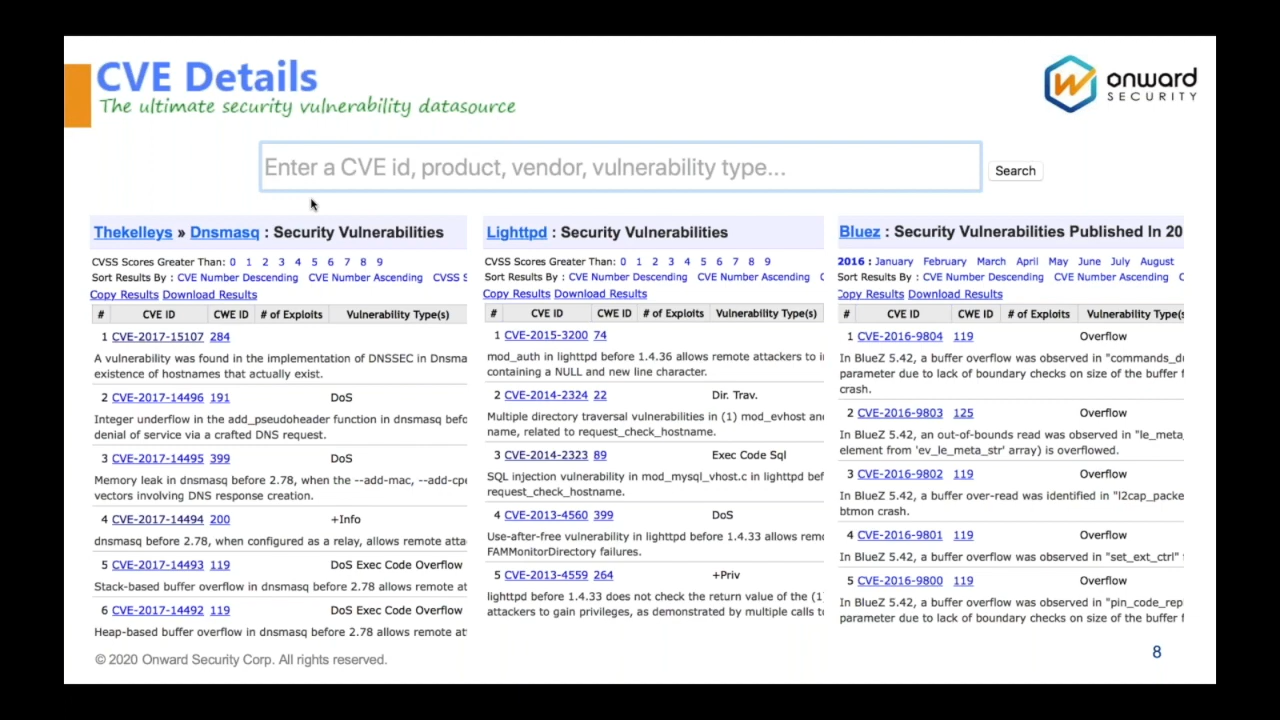 CVE Details
The ultimate security vulnerability datasource
onward
SECURITY
Enter a CVE id, product, vendor, vulnerability type...
Search
Thekelleys » Dnsmasq : Security Vulnerabilities
CVSS Scores Greater Than: 0 1 2 3 4 5 6 7 8 9
Sort Results By : CVE Number Descending CVE Number Ascending CVSS S
Copy Results Download Results
# CVE ID CWE ID # of Exploits Vulnerability Type(s)
1 CVE-2017-15107 284
A vulnerability was found in the implementation of DNSSEC in Dnsma
existence of hostnames that actually exist.
2 CVE-2017-14496 191 DoS
Integer underflow in the add_pseudoheader function in dnsmasq befo
denial of service via a crafted DNS request.
3 CVE-2017-14495 399 DoS
Memory leak in dnsmasq before 2.78, when the --add-mac, --add-cpe
vectors involving DNS response creation.
4 CVE-2017-14494 200 +Info
dnsmasq before 2.78, when configured as a relay, allows remote atta
5 CVE-2017-14493 119 DoS Exec Code Overflow
Stack-based buffer overflow in dnsmasq before 2.78 allows remote at
6 CVE-2017-14492 119 DoS Exec Code Overflow
Heap-based buffer overflow in dnsmasq before 2.78 allows remote at
Lighttpd : Security Vulnerabilities
CVSS Scores Greater Than: 0 1 2 3 4 5 6 7 8 9
Sort Results By : CVE Number Descending CVE Number Ascending C
Copy Results Download Results
# CVE ID CWE ID # of Exploits Vulnerability Type(s)
1 CVE-2015-3200 74
mod_auth in lighttpd before 1.4.36 allows remote attackers to i
containing a NULL and new line character.
2 CVE-2014-2324 22 Dir. Trav.
Multiple directory traversal vulnerabilities in (1) mod_evhost and
name, related to request_check_hostname.
3 CVE-2014-2323 89 Exec Code Sql
SQL injection vulnerability in mod_mysql_vhost.c in lighttpd bef
request_check_hostname.
4 CVE-2013-4560 399 DoS
Use-after-free vulnerability in lighttpd before 1.4.33 allows remo
FAMMonitorDirectory failures.
5 CVE-2013-4559 264 +Priv
lighttpd before 1.4.33 does not check the return value of the (1)
attackers to gain privileges, as demonstrated by multiple calls to
Bluez : Security Vulnerabilities Published In 20
2016 : January February March April May June July August
Sort Results By : CVE Number Descending CVE Number Ascending C
Copy Results Download Results
# CVE ID CWE ID # of Exploits Vulnerability Type(s
1 CVE-2016-9804 119 Overflow
In BlueZ 5.42, a buffer overflow was observed in "commands_du
parameter due to lack of boundary checks on size of the buffer f
crash.
2 CVE-2016-9803 125 Overflow
In BlueZ 5.42, an out-of-bounds read was observed in "le_meta_
element from 'ev_le_meta_str' array) is overflowed.
3 CVE-2016-9802 119 Overflow
In BlueZ 5.42, a buffer over-read was identified in "l2cap_packe
btmon crash.
4 CVE-2016-9801 119 Overflow
In BlueZ 5.42, a buffer overflow was observed in "set_ext_ctrl" f
5 CVE-2016-9800 119 Overflow
In BlueZ 5.42, a buffer overflow was observed in "pin_code_rep
parameter due to lack of boundary checks on size of the buffer f
© 2020 Onward Security Corp. All rights reserved.
8